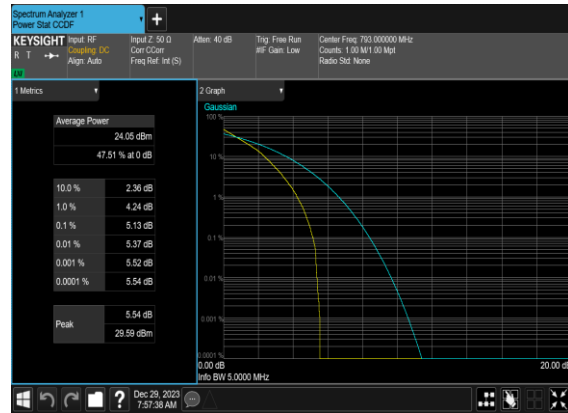 Spectrum Analyzer 1
Power Stat CCDF
KEYSIGHT
R T
LXI
Input: RF
Coupling: DC
Align: Auto
Input Z: 50 Ω
Corr CCorr
Freq Ref: Int (S)
Atten: 40 dB
Trig: Free Run
#IF Gain: Low
Center Freq: 793.000000 MHz
Counts: 1.00 M/1.00 Mpt
Radio Std: None
1 Metrics
Average Power
24.05 dBm
47.51 % at 0 dB
10.0 % 2.36 dB
1.0 % 4.24 dB
0.1 % 5.13 dB
0.01 % 5.37 dB
0.001 % 5.52 dB
0.0001 % 5.54 dB
Peak
5.54 dB
29.59 dBm
2 Graph
Gaussian
100 %
10 %
1 %
0.1 %
0.01 %
0.001 %
0.0001 %
0.00 dB
20.00 dB
Info BW 5.0000 MHz
?
Dec 29, 2023
7:57:38 AM